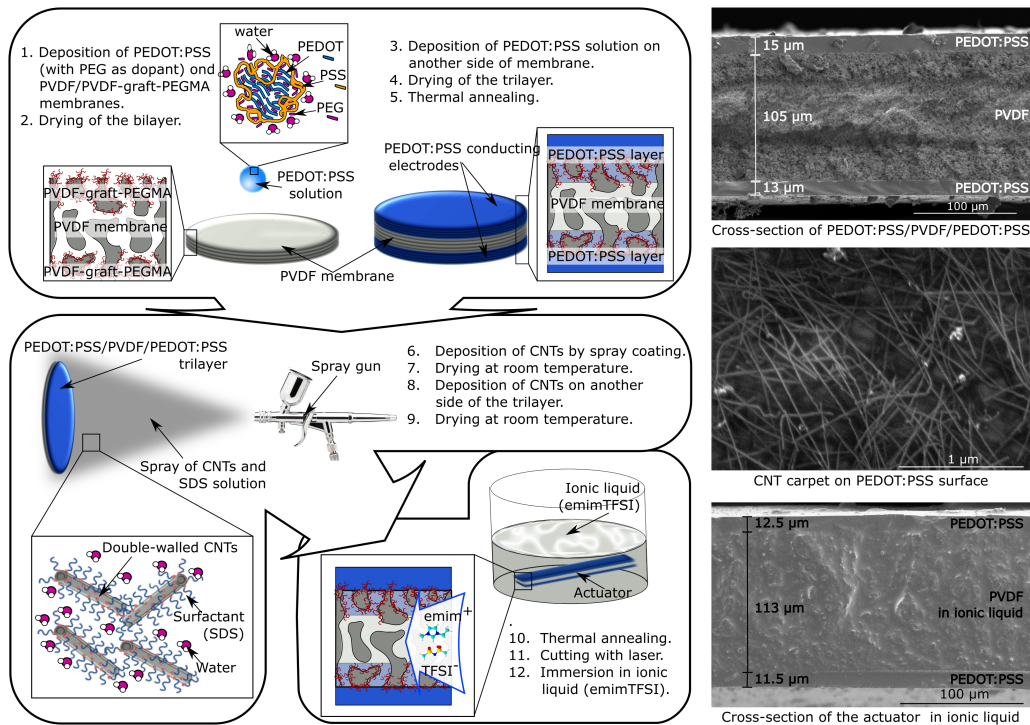 1. Deposition of PEDOT:PSS
(with PEG as dopant) ond
PVDF/PVDF-graft-PEGMA
membranes.
2. Drying of the bilayer.
water
PEDOT
PSS
PEG
PEDOT:PSS
solution
3. Deposition of PEDOT:PSS solution on
another side of membrane.
4. Drying of the trilayer.
5. Thermal annealing.
PVDF-graft-PEGMA
PVDF membrane
PVDF-graft-PEGMA
PVDF membrane
PEDOT:PSS conducting
electrodes
PEDOT:PSS layer
PVDF membrane
PEDOT:PSS layer
PEDOT:PSS/PVDF/PEDOT:PSS
trilayer
Spray gun
Spray of CNTs and
SDS solution
6. Deposition of CNTs by spray coating.
7. Drying at room temperature.
8. Deposition of CNTs on another
side of the trilayer.
9. Drying at room temperature.
Double-walled CNTs
Surfactant
(SDS)
Water
Ionic liquid
(emimTFSI)
Actuator
emim+
TFSI-
.
10. Thermal annealing.
11. Cutting with laser.
12. Immersion in ionic
liquid (emimTFSI).
15 µm
PEDOT:PSS
105 µm
PVDF
13 µm
PEDOT:PSS
100 µm
Cross-section of PEDOT:PSS/PVDF/PEDOT:PSS
1 µm
CNT carpet on PEDOT:PSS surface
12.5 µm
PEDOT:PSS
113 µm
PVDF
in ionic liquid
11.5 µm
PEDOT:PSS
100 µm
Cross-section of the actuator in ionic liquid